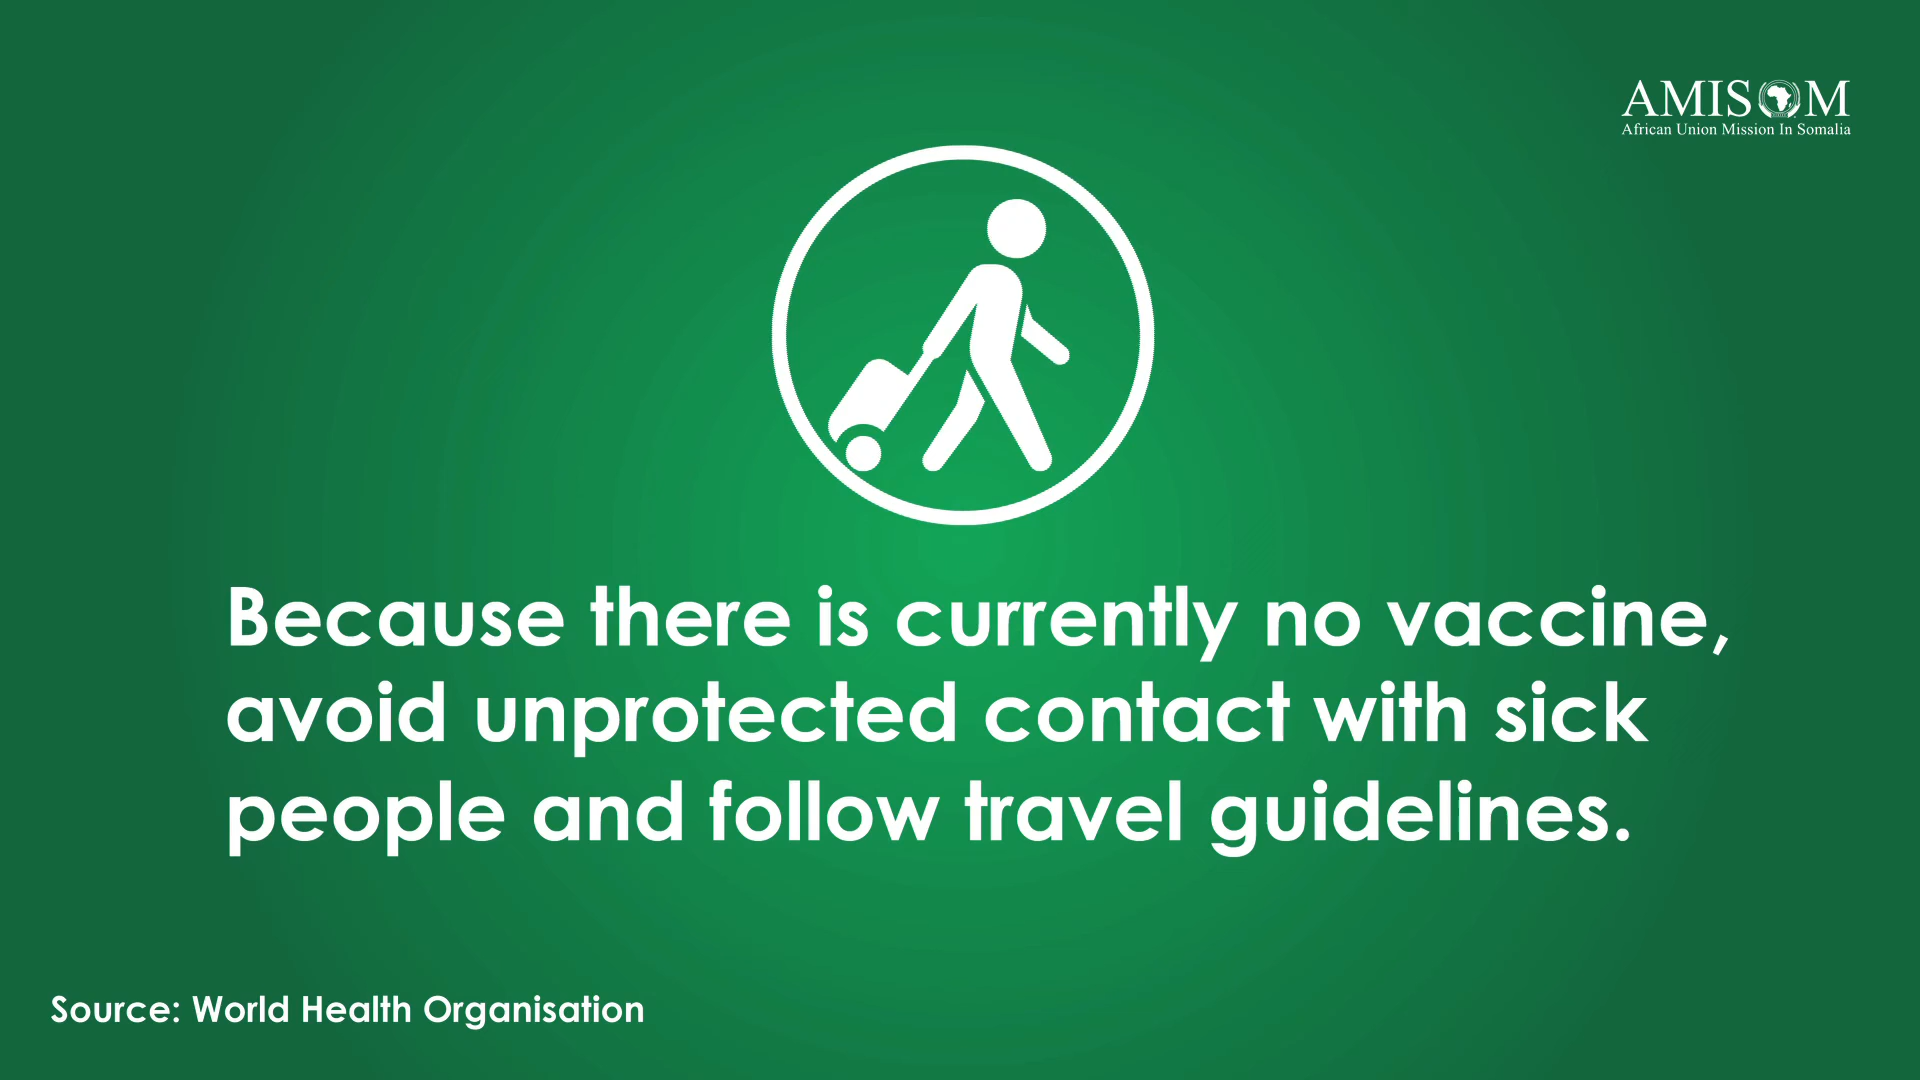 AMISOM
African Union Mission In Somalia
Because there is currently no vaccine,
avoid unprotected contact with sick
people and follow travel guidelines.
Source: World Health Organisation